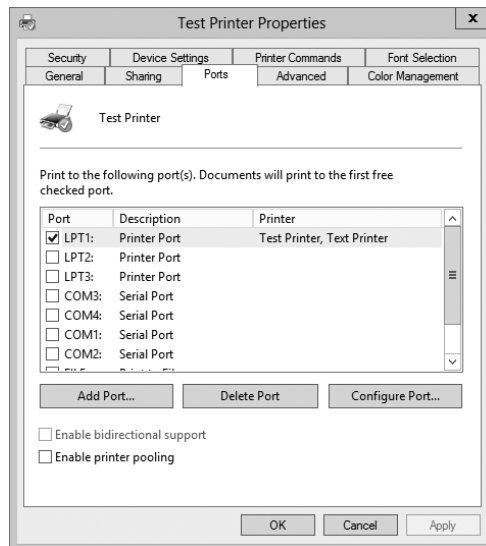 Test Printer Properties
x
Security Device Settings Printer Commands Font Selection
General Sharing Ports Advanced Color Management
Test Printer
Print to the following port(s). Documents will print to the first free
checked port.
Port Description Printer
LPT1: Printer Port Test Printer, Text Printer
LPT2: Printer Port
LPT3: Printer Port
COM3: Serial Port
COM4: Serial Port
COM1: Serial Port
COM2: Serial Port
Add Port... Delete Port Configure Port...
Enable bidirectional support
Enable printer pooling
OK Cancel Apply